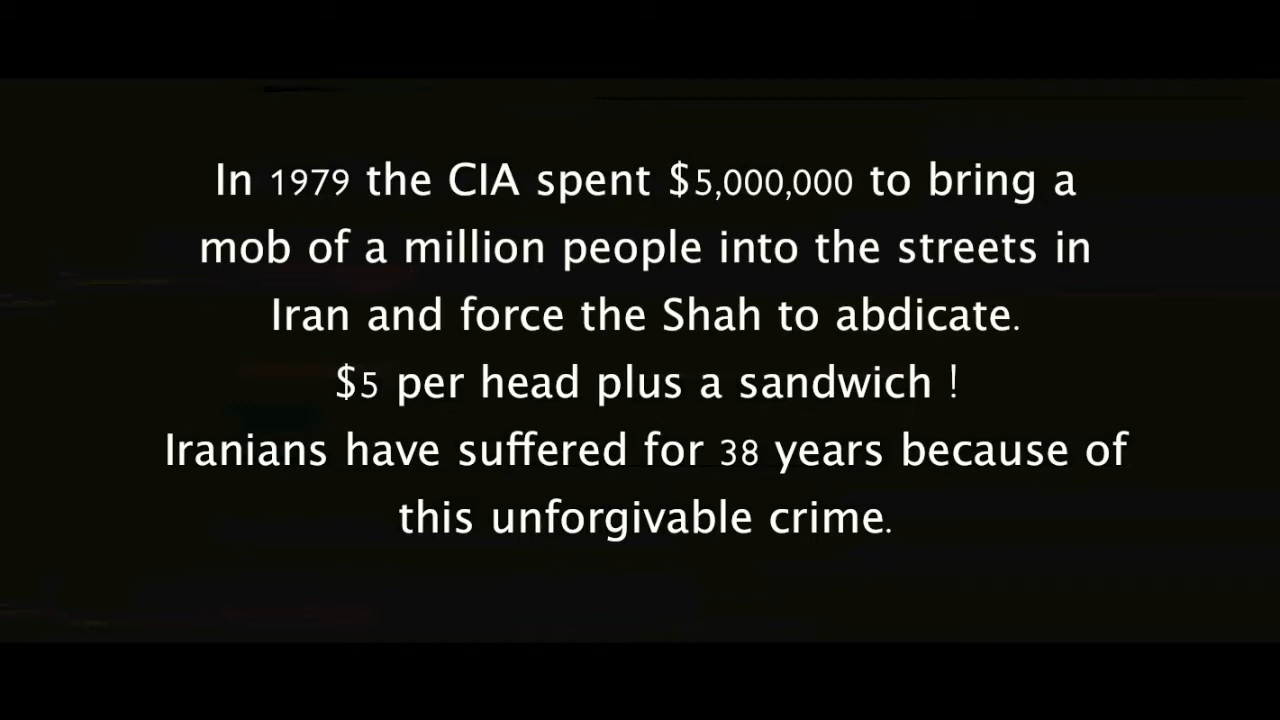 In 1979 the CIA spent $5,000,000 to bring a
mob of a million people into the streets in
Iran and force the Shah to abdicate.
$5 per head plus a sandwich !
Iranians have suffered for 38 years because of
this unforgivable crime.